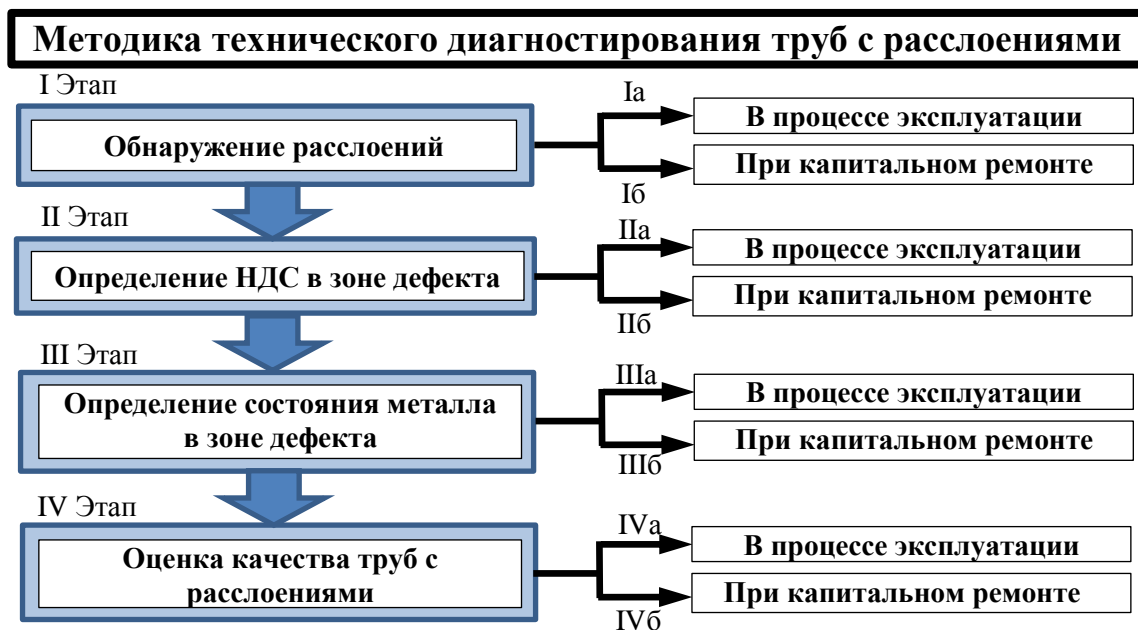 Методика технического диагностирования труб с расслоениями
I Этап
Обнаружение расслоений
Iа
В процессе эксплуатации
При капитальном ремонте
Iб
II Этап
Определение НДС в зоне дефекта
IIа
В процессе эксплуатации
При капитальном ремонте
IIб
III Этап
Определение состояния металла
в зоне дефекта
IIIа
В процессе эксплуатации
При капитальном ремонте
IIIб
IV Этап
Оценка качества труб с
расслоениями
IVа
В процессе эксплуатации
При капитальном ремонте
IVб